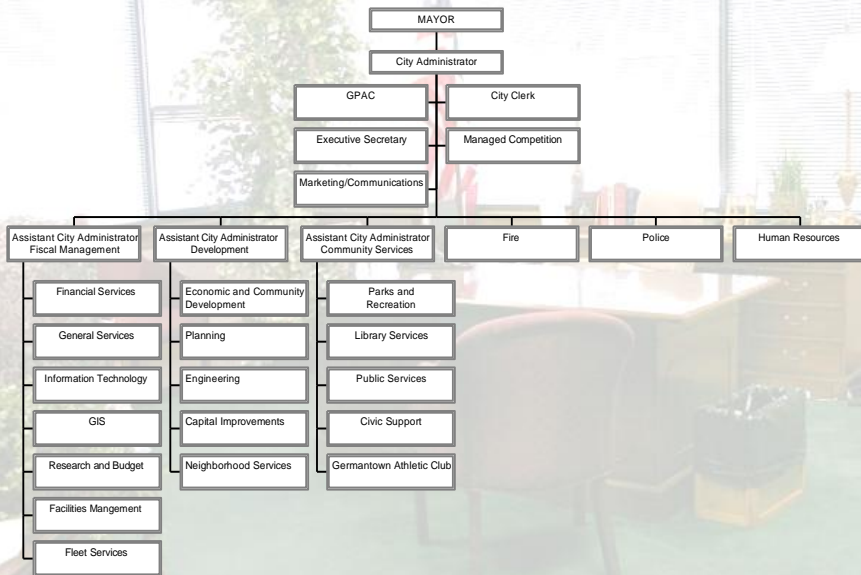 MAYOR
City Administrator
GPAC
City Clerk
Executive Secretary
Managed Competition
Marketing/Communications
Assistant City Administrator
Fiscal Management
Assistant City Administrator
Development
Assistant City Administrator
Community Services
Fire
Police
Human Resources
Financial Services
General Services
Information Technology
GIS
Research and Budget
Facilities Mangement
Fleet Services
Economic and Community
Development
Planning
Engineering
Capital Improvements
Neighborhood Services
Parks and
Recreation
Library Services
Public Services
Civic Support
Germantown Athletic Club